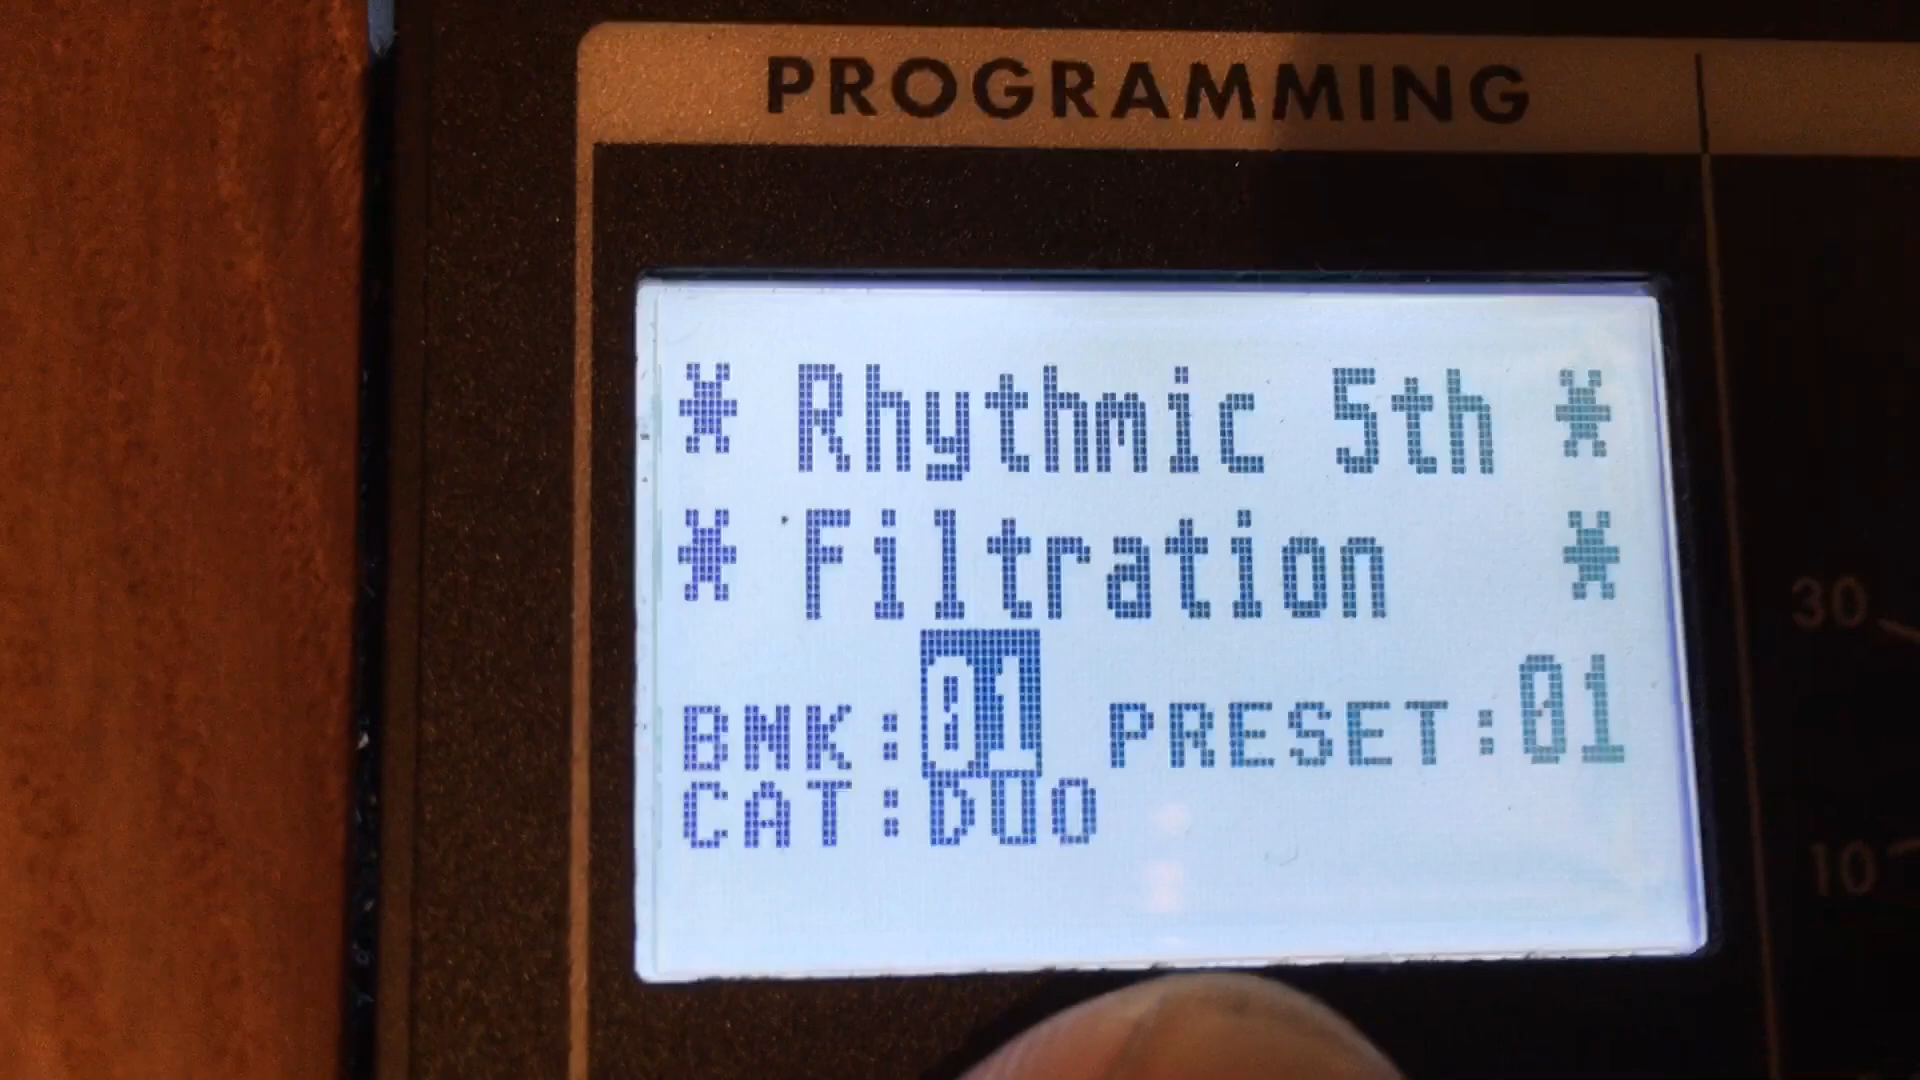 PROGRAMMING
* Rhythmic 5th *
* Filtration *
BNK:01 PRESET:01
CAT:DUO
30
10